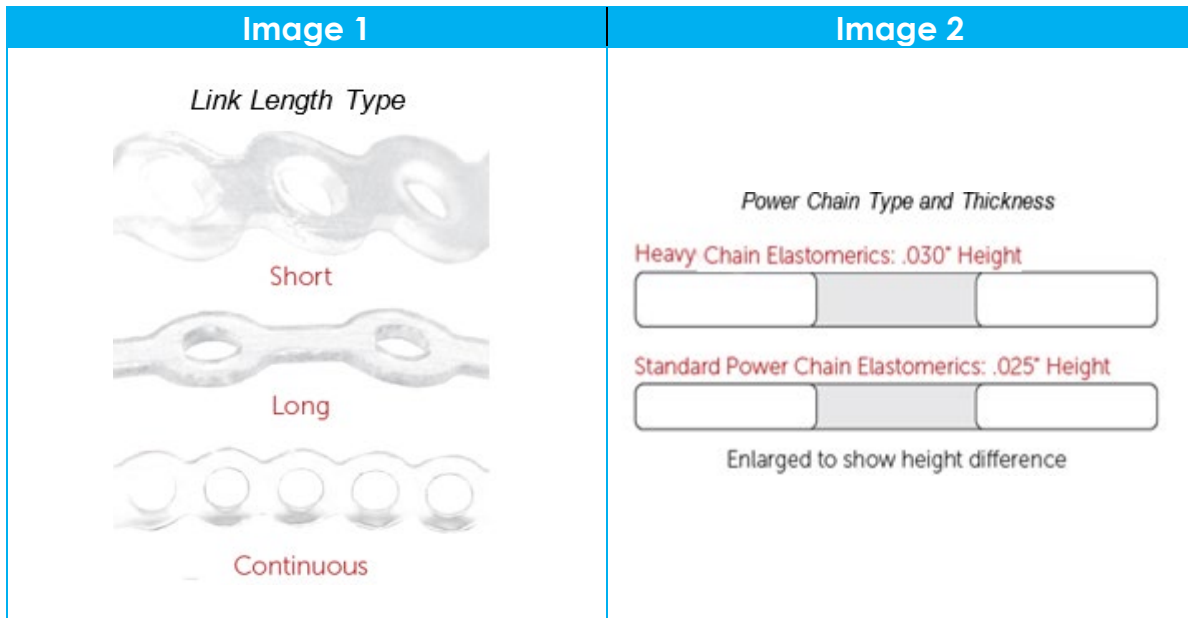 Image 1
Image 2
Link Length Type
Short
Long
Continuous
Power Chain Type and Thickness
Heavy Chain Elastomerics: .030" Height
Standard Power Chain Elastomerics: .025" Height
Enlarged to show height difference